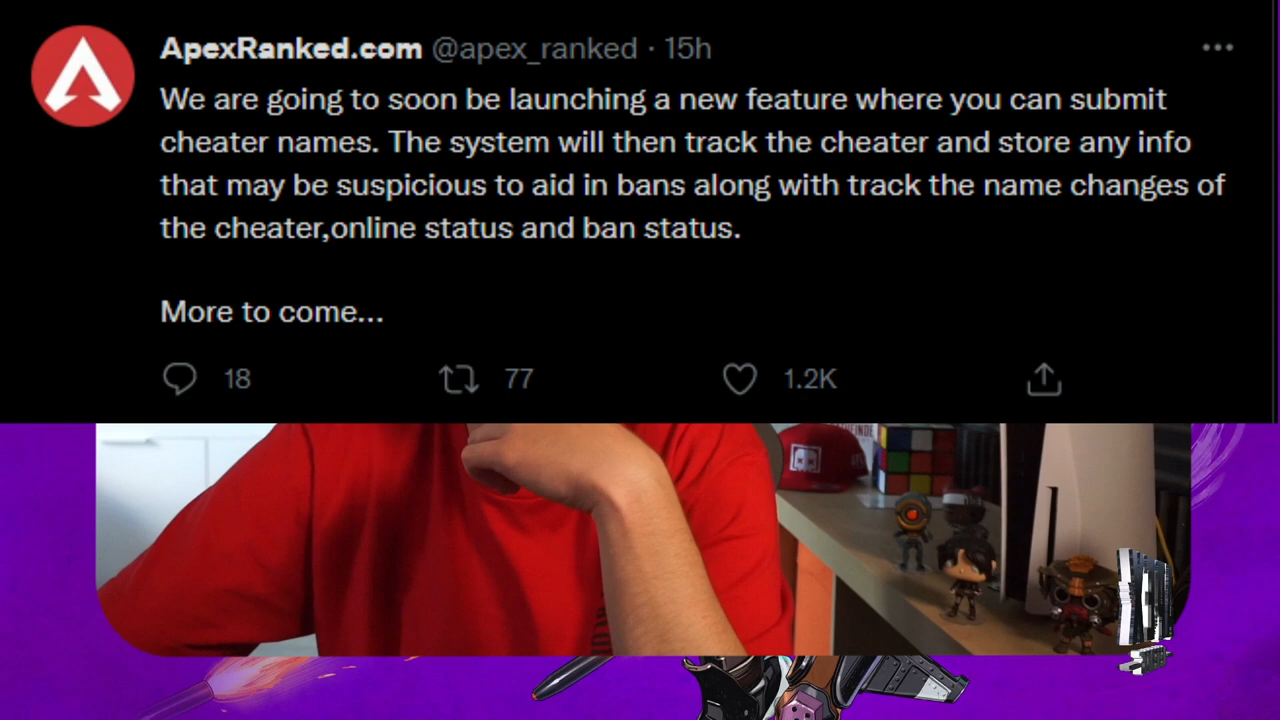 ApexRanked.com @apex_ranked · 15h
We are going to soon be launching a new feature where you can submit
cheater names. The system will then track the cheater and store any info
that may be suspicious to aid in bans along with track the name changes of
the cheater,online status and ban status.
More to come...
18 77 1.2K